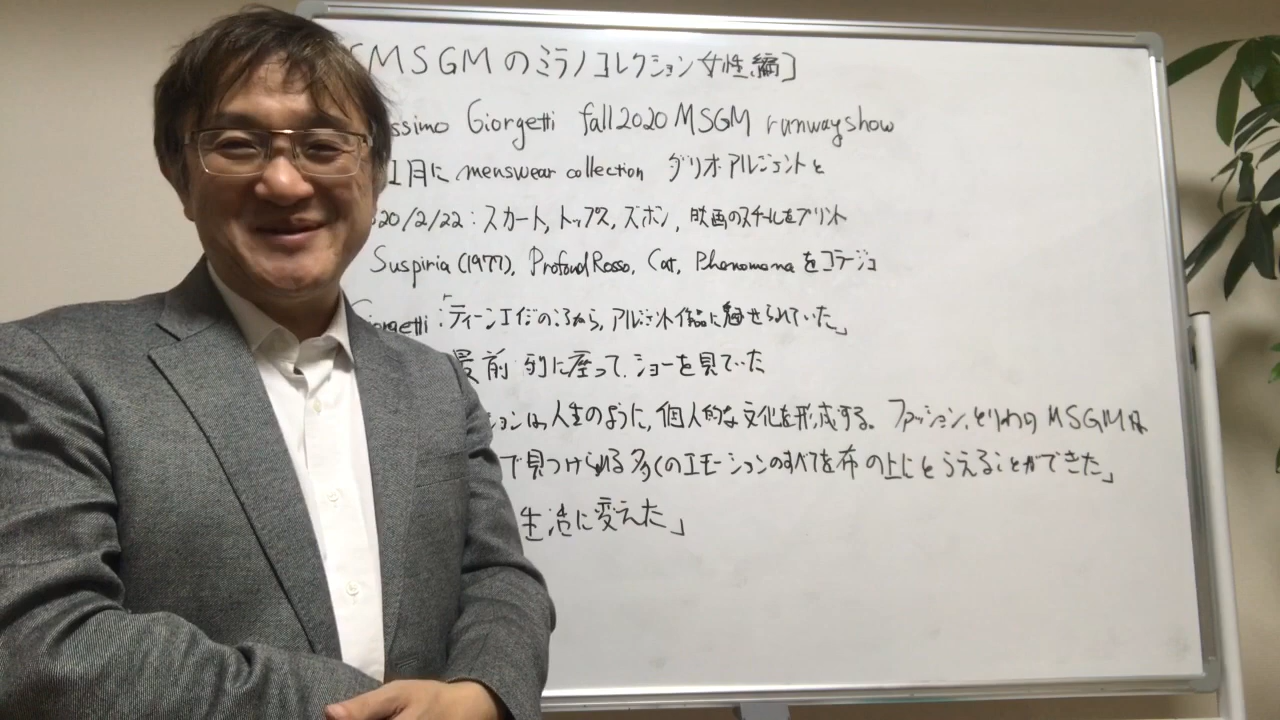 [MSGMのミラノコレクション女性編]
ssimo Giorgetti fall 2020 MSGM runway show
1月に menswear collection ダリオ・アルジェントと
20/2/22：スカート, トップス, ズボン, 映画のスチールをプリント
Suspiria (1977), Profond Rosso, Cat, Phenomena をコラージュ
Giorgetti：「ティーンエイジのころから, アルジェント作品に魅せられていた」
最前列に座って、ショーを見ていた
ションは、人生のように, 個人的な文化を形成する。ファッション、とりわけMSGMは
で見つけられる多くのエモーションのすべてを布の上にとらえることができた」
生活に変えた」